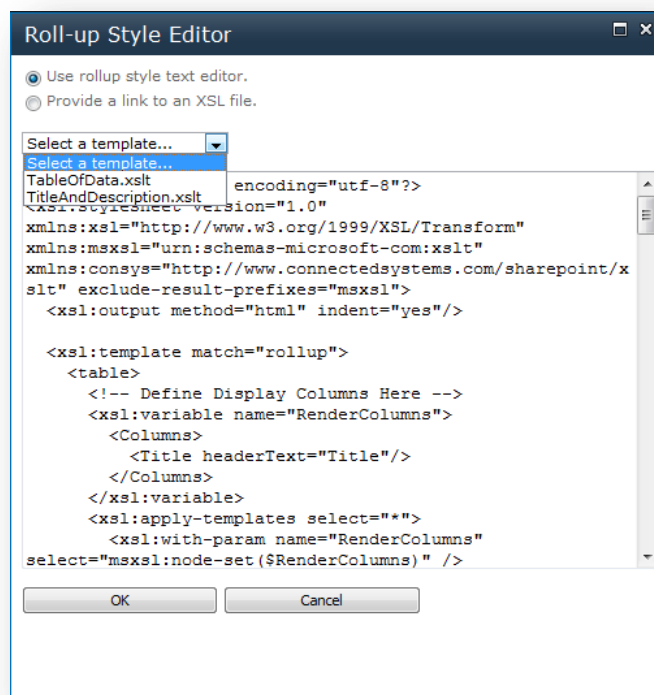 Roll-up Style Editor
Use rollup style text editor.
Provide a link to an XSL file.
Select a template...
Select a template...
TableOfData.xslt
TitleAndDescription.xslt
encoding="utf-8"?>
<xsl:stylesheet version="1.0"
xmlns:xsl="http://www.w3.org/1999/XSL/Transform"
xmlns:msxsl="urn:schemas-microsoft-com:xslt"
xmlns:consys="http://www.connectedsystems.com/sharepoint/x
slt" exclude-result-prefixes="msxsl">
<xsl:output method="html" indent="yes"/>
<xsl:template match="rollup">
<table>
<!-- Define Display Columns Here -->
<xsl:variable name="RenderColumns">
<Columns>
<Title headerText="Title"/>
</Columns>
</xsl:variable>
<xsl:apply-templates select="*">
<xsl:with-param name="RenderColumns"
select="msxsl:node-set($RenderColumns)" />
OK
Cancel